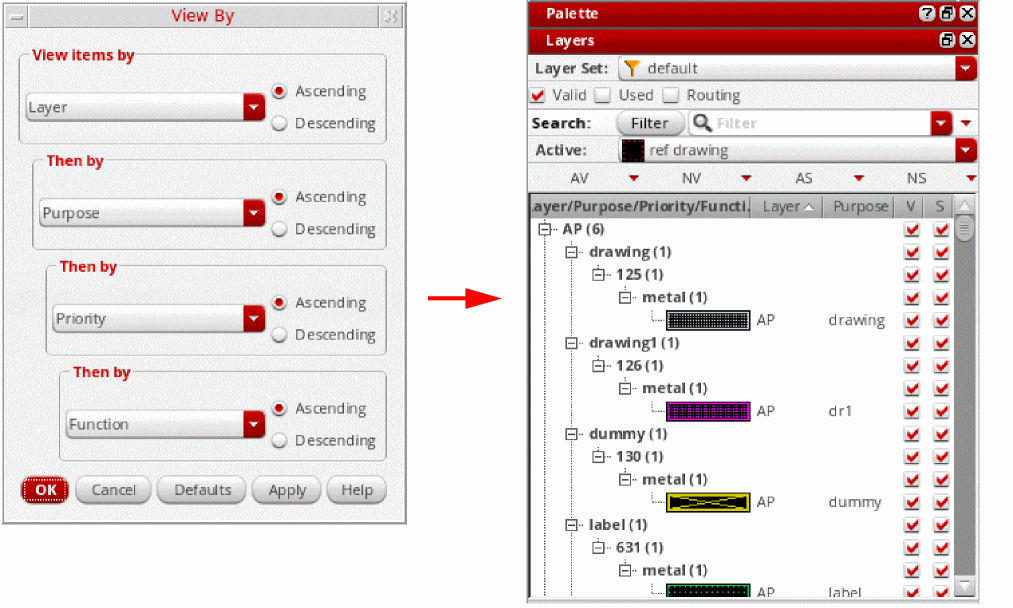 View By
View items by
Layer
Ascending
Descending
Then by
Purpose
Ascending
Descending
Then by
Priority
Ascending
Descending
Then by
Function
Ascending
Descending
OK Cancel Defaults Apply Help
Palette
Layers
Layer Set: default
Valid Used Routing
Search: Filter Filter
Active: ref drawing
AV NV AS NS
.ayer/Purpose/Priority/Functi. Layer Purpose V S
AP (6)
drawing (1)
125 (1)
metal (1)
AP drawing
drawing1 (1)
126 (1)
metal (1)
AP dr1
dummy (1)
130 (1)
metal (1)
AP dummy
label (1)
631 (1)
metal (1)
AP label